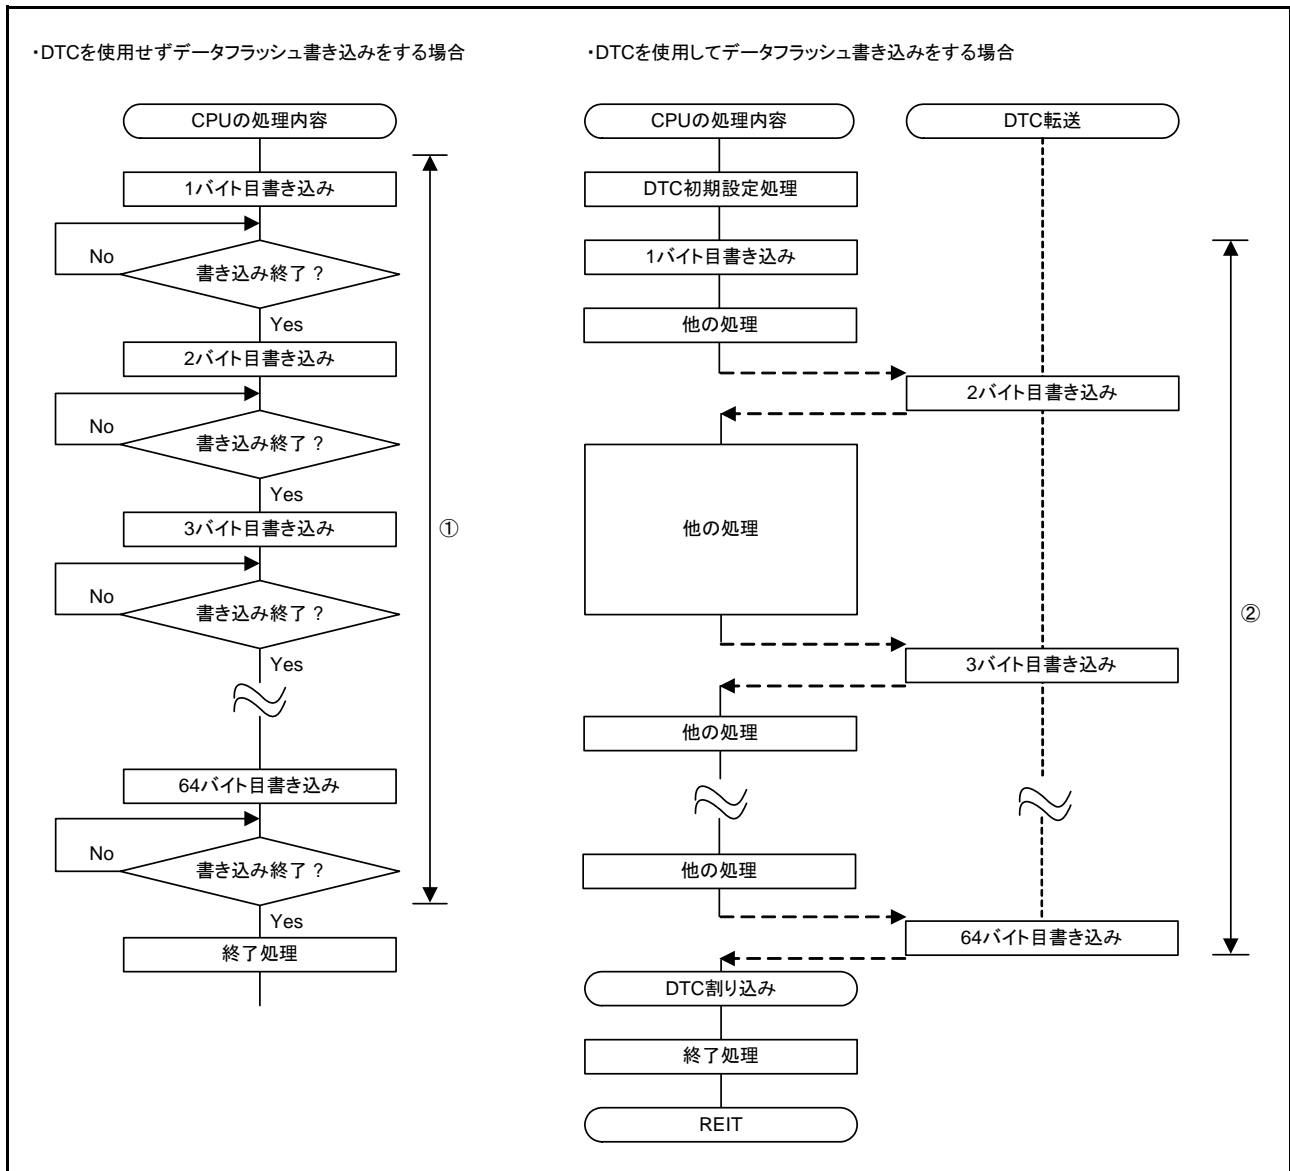 ・DTCを使用せずデータフラッシュ書き込みをする場合
CPUの処理内容
1バイト目書き込み
No
書き込み終了？
Yes
2バイト目書き込み
No
書き込み終了？
Yes
3バイト目書き込み
No
書き込み終了？
Yes
64バイト目書き込み
No
書き込み終了？
Yes
終了処理
①
・DTCを使用してデータフラッシュ書き込みをする場合
CPUの処理内容
DTC転送
DTC初期設定処理
1バイト目書き込み
他の処理
2バイト目書き込み
他の処理
3バイト目書き込み
他の処理
他の処理
64バイト目書き込み
DTC割り込み
終了処理
REIT
②